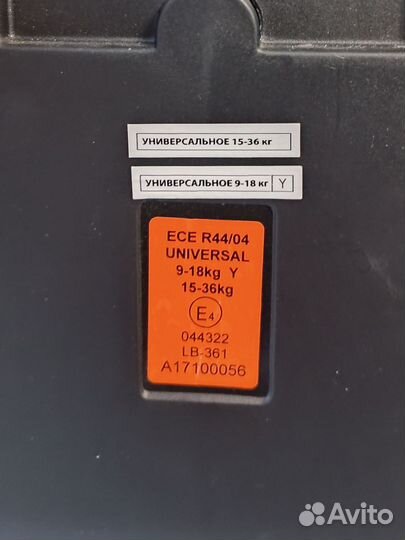 УНИВЕРСАЛЬНОЕ 15-36 кг
УНИВЕРСАЛЬНОЕ 9-18 кг Y
ECE R44/04
UNIVERSAL
9-18kg Y
15-36kg
E4
044322
LB-361
A17100056
Avito